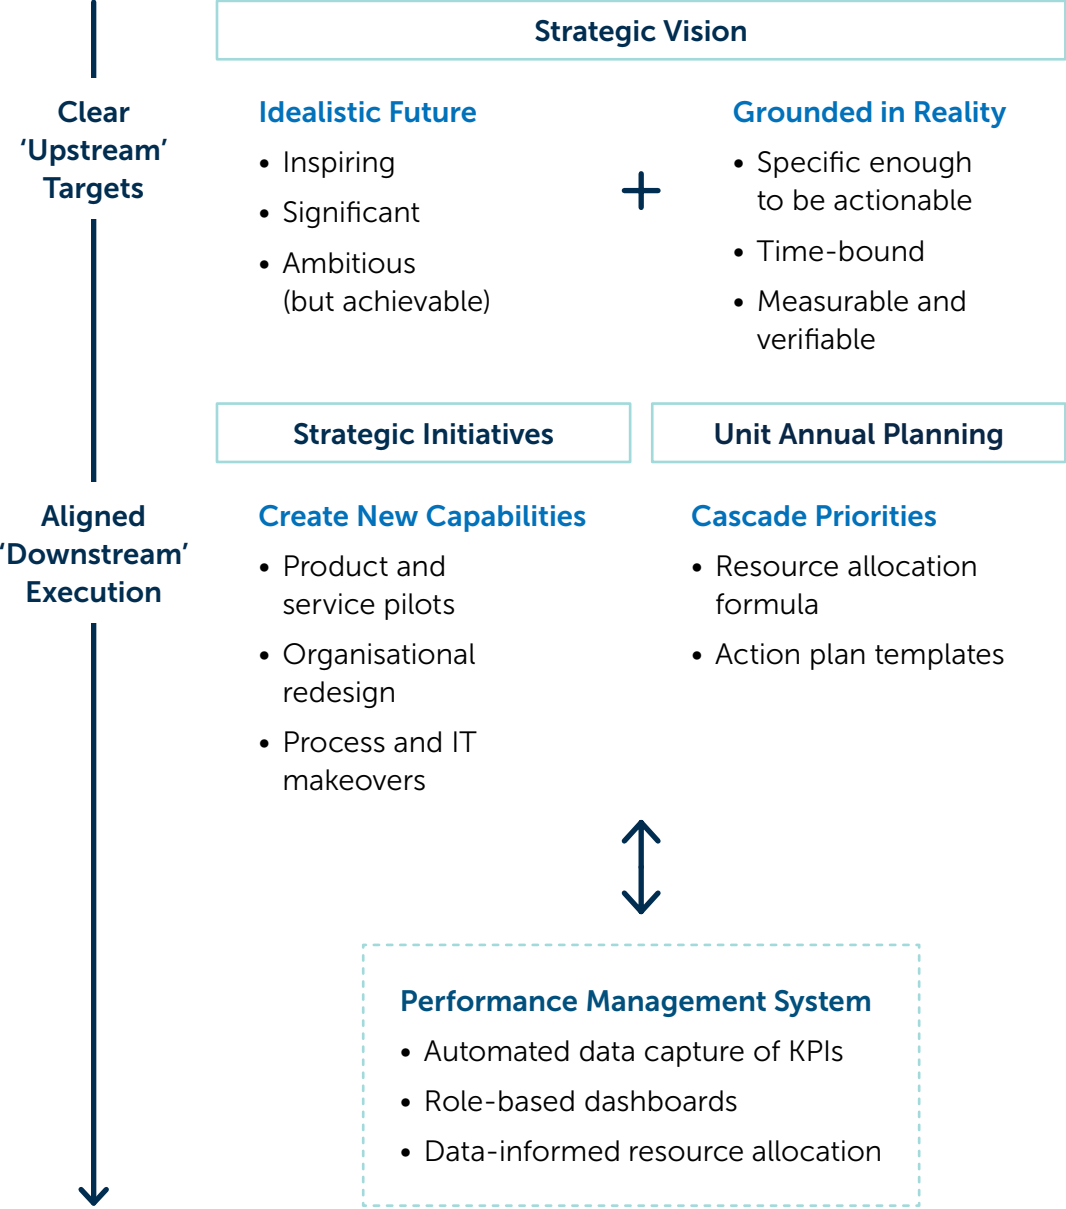 Strategic Vision
Clear
‘Upstream’
Targets
Idealistic Future
• Inspiring
• Significant
• Ambitious
(but achievable)
+
Grounded in Reality
• Specific enough
to be actionable
• Time-bound
• Measurable and
verifiable
Strategic Initiatives
Unit Annual Planning
Aligned
‘Downstream’
Execution
Create New Capabilities
• Product and
service pilots
• Organisational
redesign
• Process and IT
makeovers
Cascade Priorities
• Resource allocation
formula
• Action plan templates
Performance Management System
• Automated data capture of KPIs
• Role-based dashboards
• Data-informed resource allocation